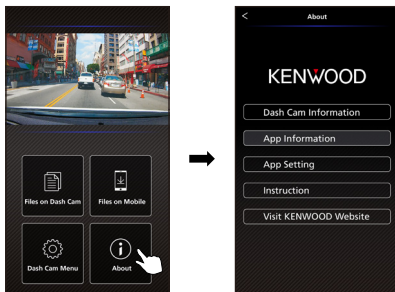 Files on Dash Cam
Files on Mobile
Dash Cam Menu
About
<
About
KENWOOD
Dash Cam Information
App Information
App Setting
Instruction
Visit KENWOOD Website